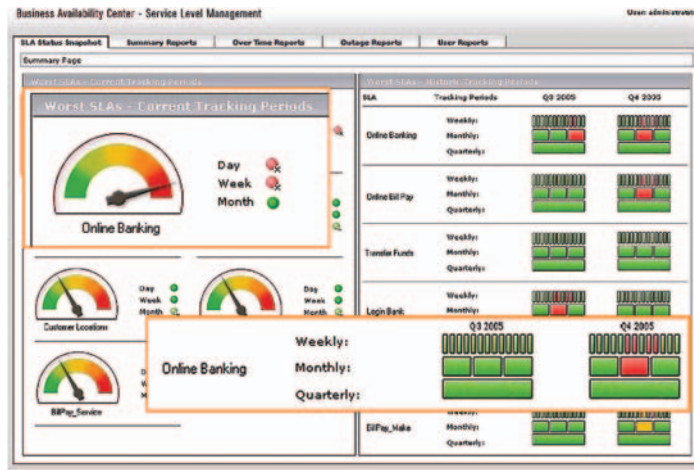 Business Availability Center - Service Level Management
User: administrator
SLA Status Snapshot
Summary Reports
Over Time Reports
Outage Reports
User Reports
Summary Page
Worst SLAs - Current Tracking Periods
Worst SLAs - Current Tracking Periods
Day
Week
Month
Online Banking
Day
Week
Month
Customer Locations
Day
Week
Month
BillPay_Service
Worst SLAs - Historic Tracking Periods
SLA
Tracking Periods
Q3 2005
Q4 2005
Online Banking
Weekly:
Monthly:
Quarterly:
Online Bill Pay
Weekly:
Monthly:
Quarterly:
Transfer Funds
Weekly:
Monthly:
Quarterly:
Login Bank
Weekly:
Monthly:
Q3 2005
Q4 2005
Online Banking
Weekly:
Monthly:
Quarterly:
BillPay_Make
Monthly:
Quarterly: